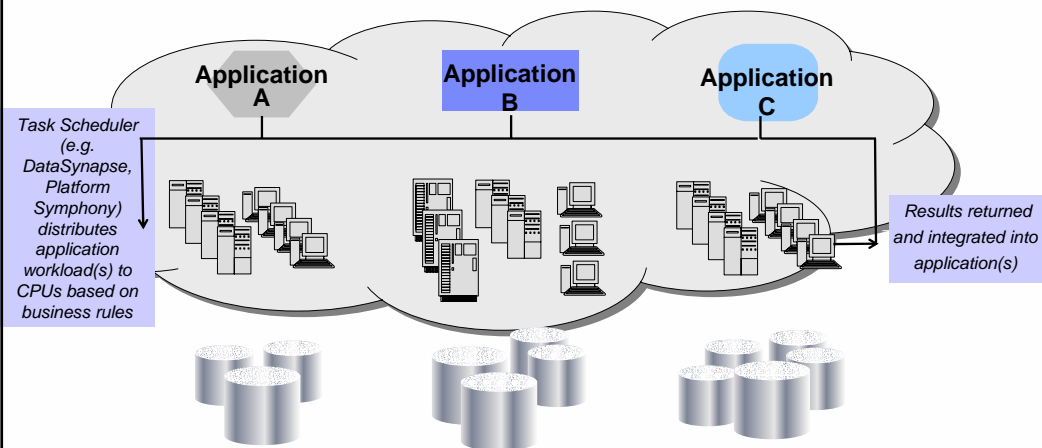 Application
A
Application
B
Application
C
Task Scheduler
(e.g.
DataSynapse,
Platform
Symphony)
distributes
application
workload(s) to
CPUs based on
business rules
Results returned
and integrated into
application(s)